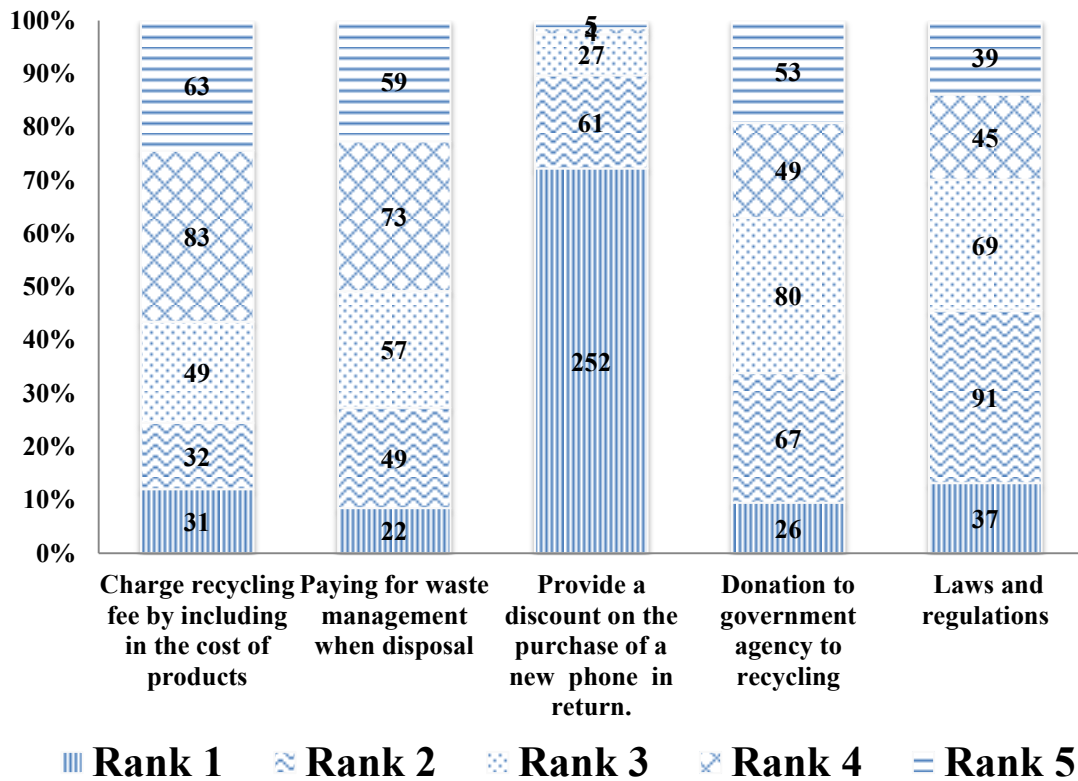 100%
90%
80%
70%
60%
50%
40%
30%
20%
10%
0%
63
83
49
32
31
59
73
57
49
22
5
4
27
61
252
53
49
80
67
26
39
45
69
91
37
Charge recycling
fee by including
in the cost of
products
Paying for waste
management
when disposal
Provide a
discount on the
purchase of a
new phone in
return.
Donation to
government
agency to
recycling
Laws and
regulations
Rank 1 Rank 2 Rank 3 Rank 4 Rank 5